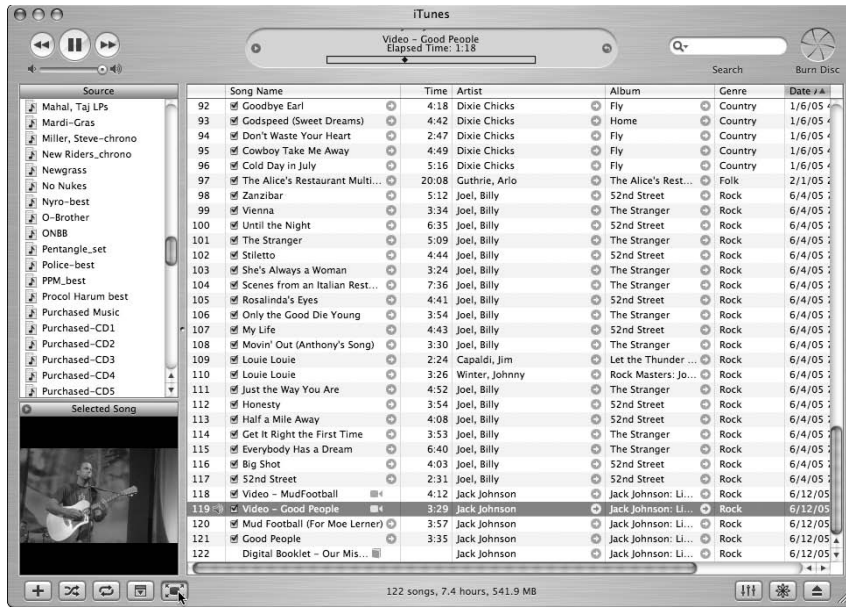 iTunes
Video – Good People
Elapsed Time: 1:18
Search
Burn Disc
Source
Mahal, Taj LPs
Mardi-Gras
Miller, Steve-chrono
New Riders_chrono
Newgrass
No Nukes
Nyro-best
O-Brother
ONBB
Pentangle_set
Police-best
PPM_best
Procol Harum best
Purchased Music
Purchased-CD1
Purchased-CD2
Purchased-CD3
Purchased-CD4
Purchased-CD5
Selected Song
Song Name Time Artist Album Genre Date
92 Goodbye Earl 4:18 Dixie Chicks Fly Country 1/6/05
93 Godspeed (Sweet Dreams) 4:42 Dixie Chicks Home Country 1/6/05
94 Don't Waste Your Heart 2:47 Dixie Chicks Fly Country 1/6/05
95 Cowboy Take Me Away 4:49 Dixie Chicks Fly Country 1/6/05
96 Cold Day in July 5:16 Dixie Chicks Fly Country 1/6/05
97 The Alice's Restaurant Multi... 20:08 Guthrie, Arlo The Alice's Rest... Folk 2/1/05
98 Zanzibar 5:12 Joel, Billy 52nd Street Rock 6/4/05
99 Vienna 3:34 Joel, Billy The Stranger Rock 6/4/05
100 Until the Night 6:35 Joel, Billy 52nd Street Rock 6/4/05
101 The Stranger 5:09 Joel, Billy The Stranger Rock 6/4/05
102 Stiletto 4:44 Joel, Billy 52nd Street Rock 6/4/05
103 She's Always a Woman 3:24 Joel, Billy The Stranger Rock 6/4/05
104 Scenes from an Italian Rest... 7:36 Joel, Billy The Stranger Rock 6/4/05
105 Rosalinda's Eyes 4:41 Joel, Billy 52nd Street Rock 6/4/05
106 Only the Good Die Young 3:54 Joel, Billy The Stranger Rock 6/4/05
107 My Life 4:43 Joel, Billy 52nd Street Rock 6/4/05
108 Movin' Out (Anthony's Song) 3:30 Joel, Billy The Stranger Rock 6/4/05
109 Louie Louie 2:24 Capaldi, Jim Let the Thunder ... Rock 6/4/05
110 Louie Louie 3:26 Winter, Johnny Rock Masters: Jo... Rock 6/4/05
111 Just the Way You Are 4:52 Joel, Billy The Stranger Rock 6/4/05
112 Honesty 3:54 Joel, Billy 52nd Street Rock 6/4/05
113 Half a Mile Away 4:08 Joel, Billy 52nd Street Rock 6/4/05
114 Get It Right the First Time 3:53 Joel, Billy The Stranger Rock 6/4/05
115 Everybody Has a Dream 6:40 Joel, Billy The Stranger Rock 6/4/05
116 Big Shot 4:03 Joel, Billy 52nd Street Rock 6/4/05
117 52nd Street 2:31 Joel, Billy 52nd Street Rock 6/4/05
118 Video – MudFootball 4:12 Jack Johnson Jack Johnson: Li... Rock 6/12/05
119 Video – Good People 3:29 Jack Johnson Jack Johnson: Li... Rock 6/12/05
120 Mud Football (For Moe Lerner) 3:57 Jack Johnson Jack Johnson: Li... Rock 6/12/05
121 Good People 3:35 Jack Johnson Jack Johnson: Li... Rock 6/12/05
122 Digital Booklet – Our Mis... Jack Johnson Jack Johnson: Li... Rock 6/12/05
122 songs, 7.4 hours, 541.9 MB